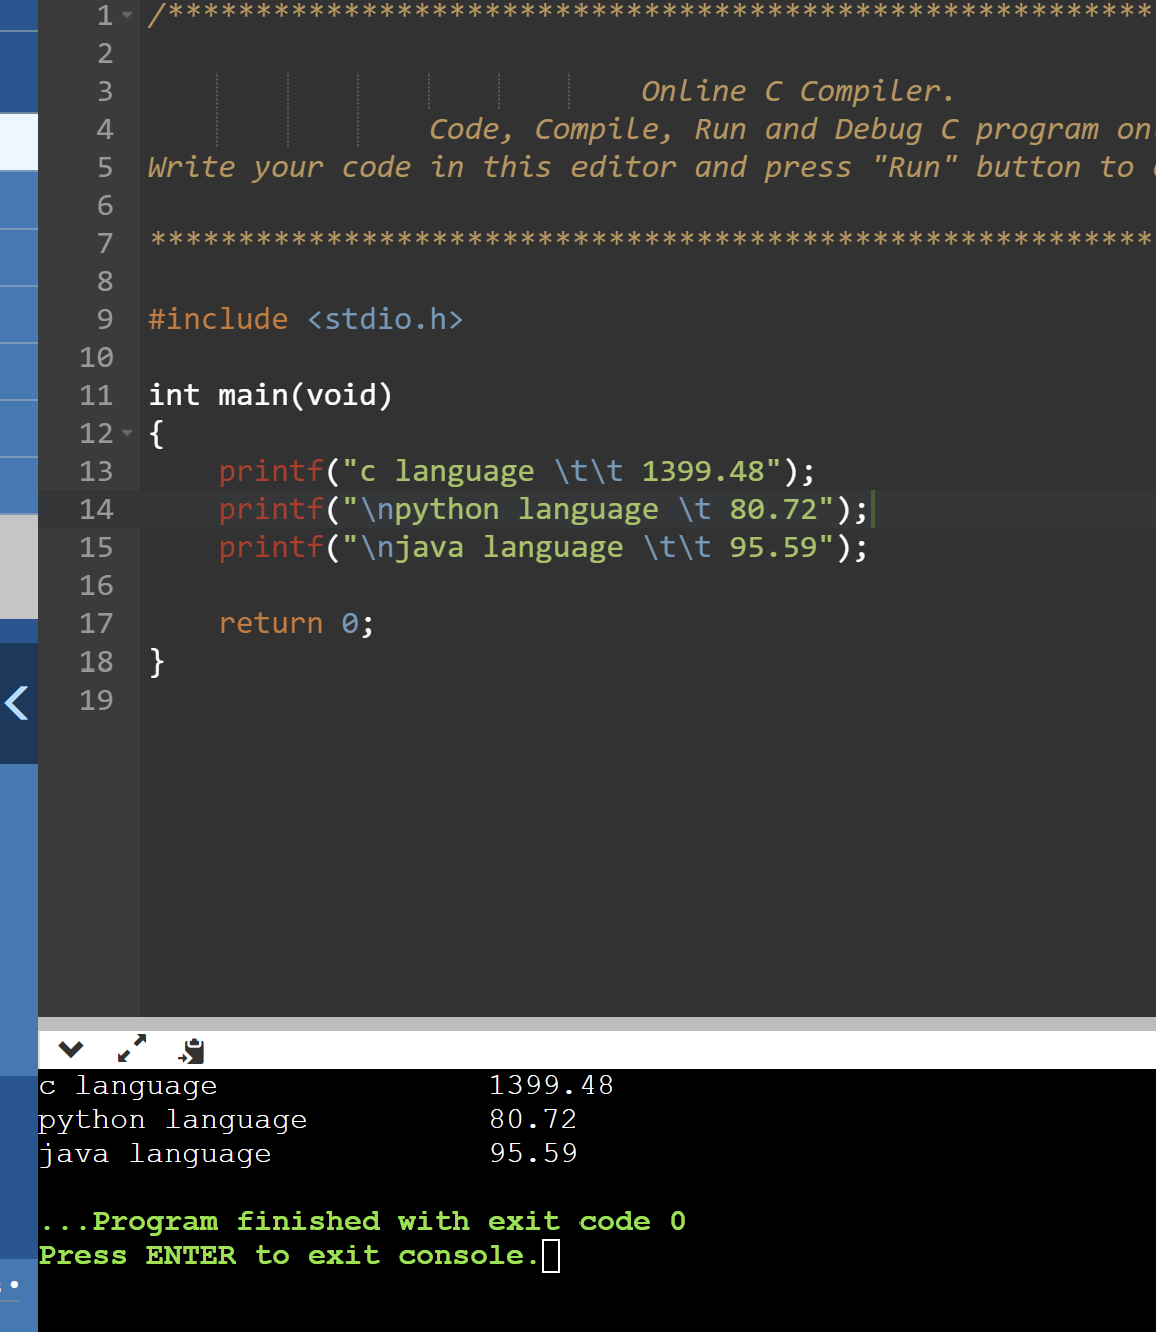 1 /********************************************************
2
3 Online C Compiler.
4 Code, Compile, Run and Debug C program
5 Write your code in this editor and press "Run" button to
6
7 *********************************************************
8
9 #include <stdio.h>
10
11 int main(void)
12 {
13 printf("c language \t\t 1399.48");
14 printf("\npython language \t 80.72");
15 printf("\njava language \t\t 95.59");
16
17 return 0;
18 }
19
c language 1399.48
python language 80.72
java language 95.59
...Program finished with exit code 0
Press ENTER to exit console.